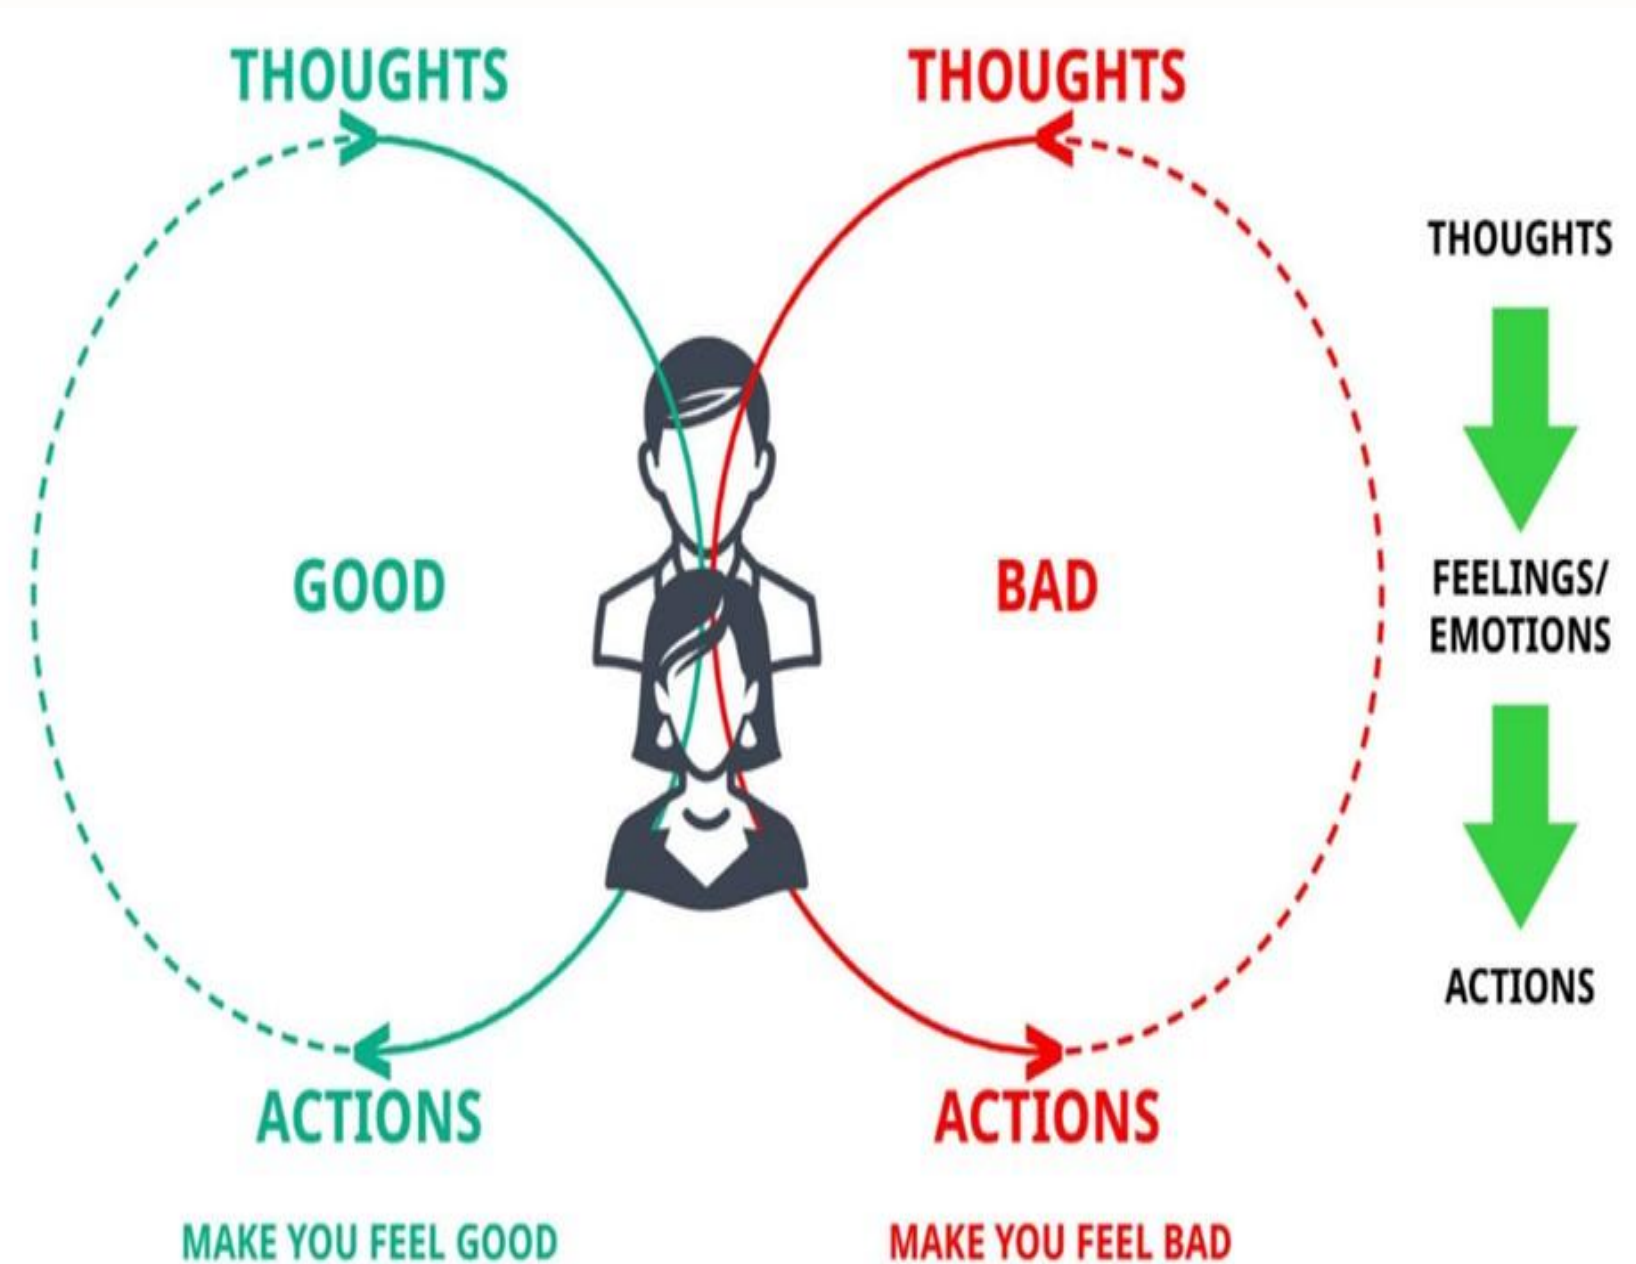 THOUGHTS
GOOD
ACTIONS
MAKE YOU FEEL GOOD
THOUGHTS
BAD
ACTIONS
MAKE YOU FEEL BAD
THOUGHTS
FEELINGS/
EMOTIONS
ACTIONS